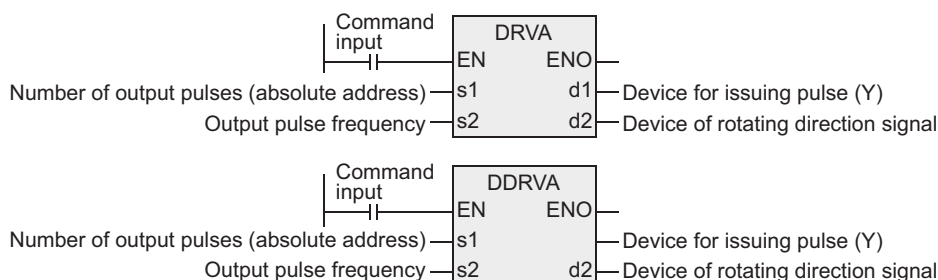 Command
input
DRVA
EN ENO
Number of output pulses (absolute address) s1 d1 Device for issuing pulse (Y)
Output pulse frequency s2 d2 Device of rotating direction signal
Command
input
DDRVA
EN ENO
Number of output pulses (absolute address) s1 Device for issuing pulse (Y)
Output pulse frequency s2 d2 Device of rotating direction signal